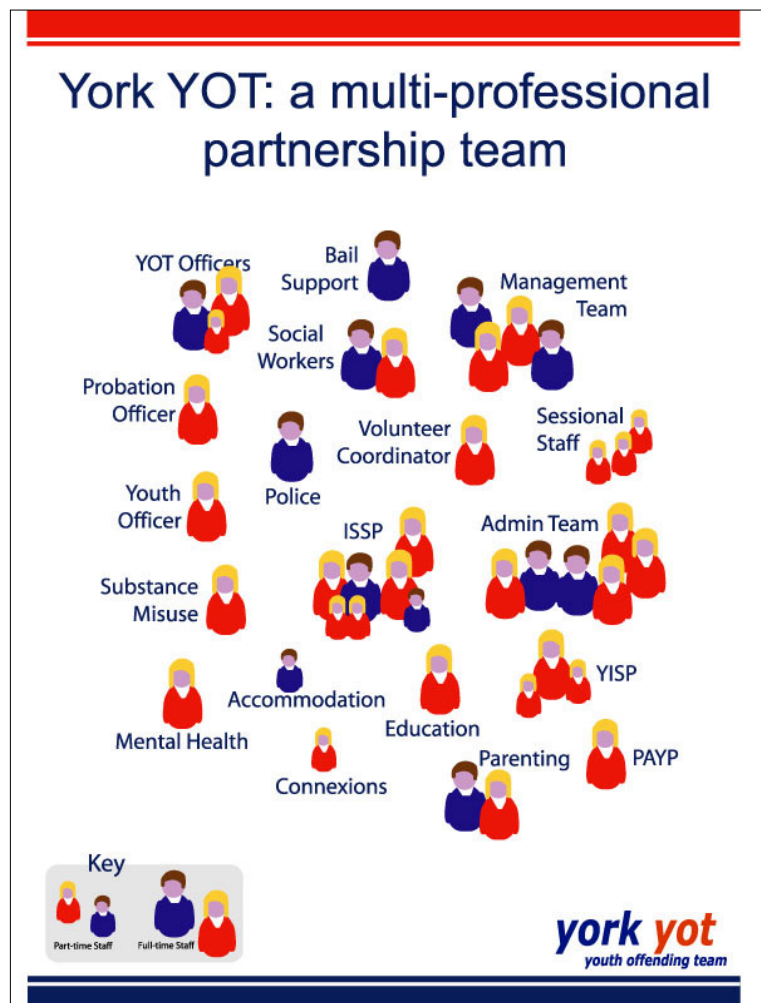 York YOT: a multi-professional
partnership team
YOT Officers
Bail
Support
Management
Team
Social
Workers
Probation
Officer
Volunteer
Coordinator
Sessional
Staff
Police
Youth
Officer
ISSP
Admin Team
Substance
Misuse
Accommodation
Education
YISP
Mental Health
Connexions
Parenting
PAYP
Key
Part-time Staff
Full-time Staff
york yot
youth offending team